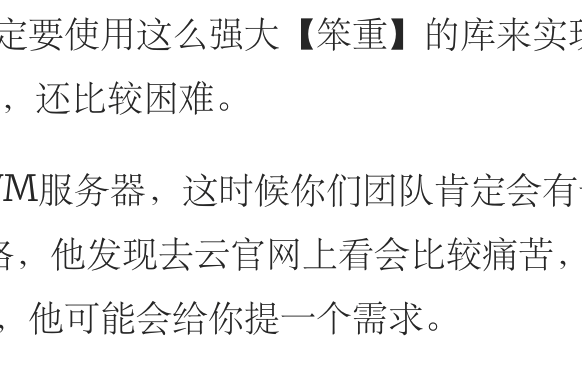 定要使用这么强大【笨重】的库来实现
，还比较困难。
VM服务器，这时候你们团队肯定会有
络，他发现去云官网上看会比较痛苦，
，他可能会给你提一个需求。